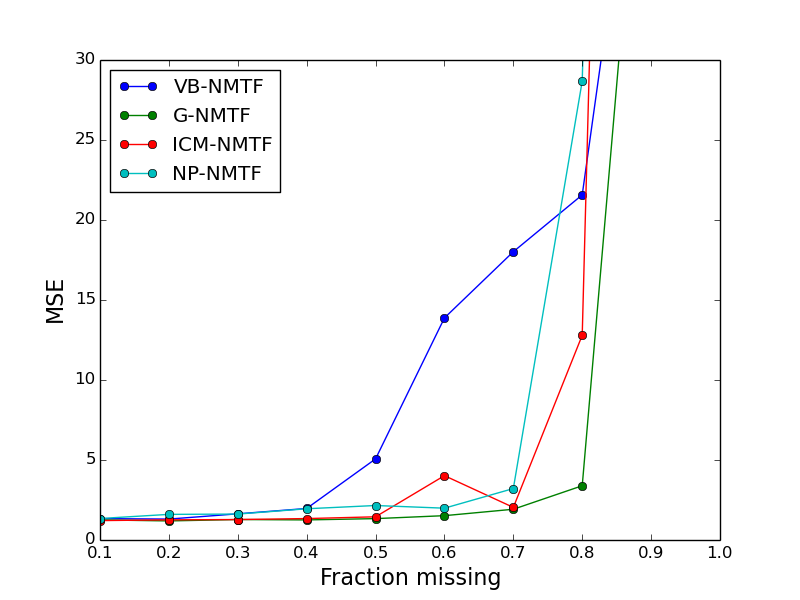 30
25
20
15
10
5
0
MSE
VB-NMTF
G-NMTF
ICM-NMTF
NP-NMTF
0.1 0.2 0.3 0.4 0.5 0.6 0.7 0.8 0.9 1.0
Fraction missing